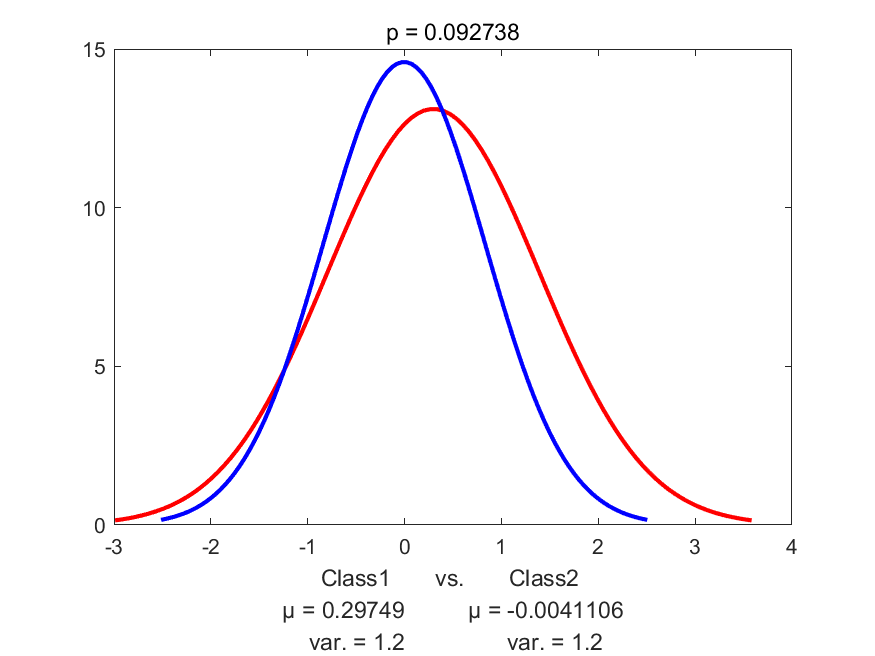 p = 0.092738
15
10
5
0
-3 -2 -1 0 1 2 3 4
Class1 vs. Class2
μ = 0.29749 μ = -0.0041106
var. = 1.2 var. = 1.2